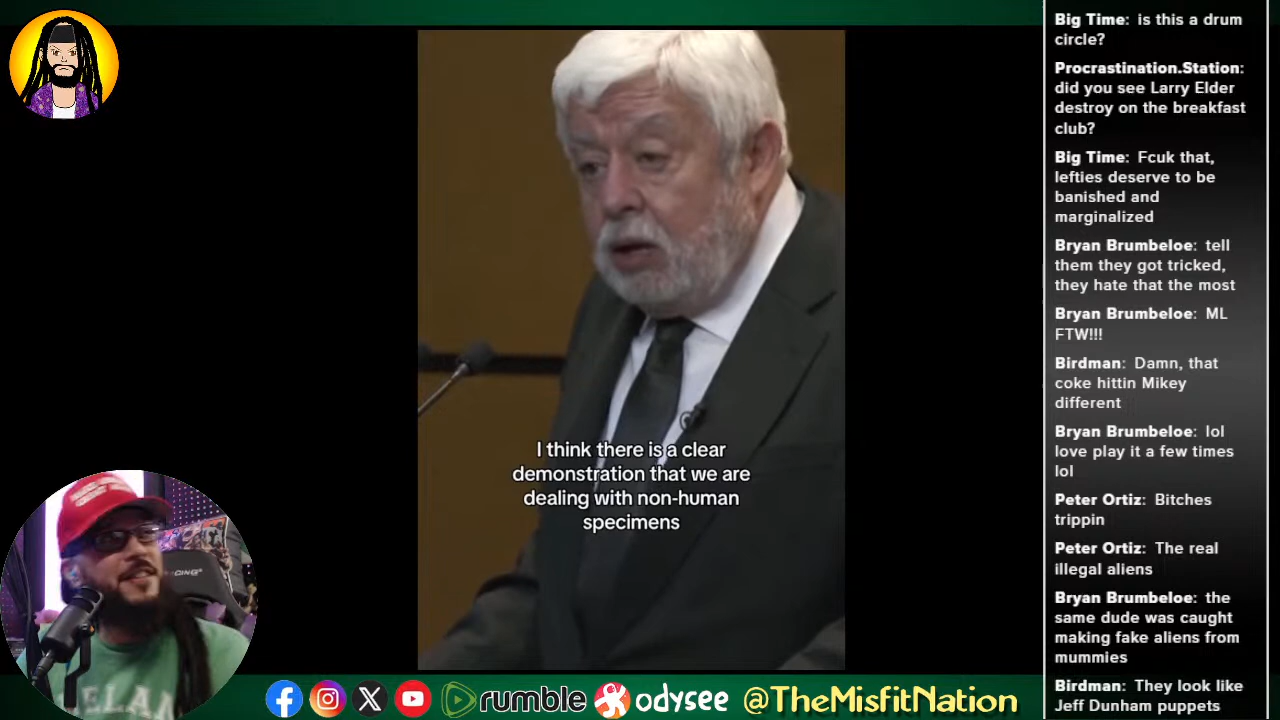 I think there is a clear
demonstration that we are
dealing with non-human
specimens
Big Time: is this a drum
circle?
Procrastination.Station:
did you see Larry Elder
destroy on the breakfast
club?
Big Time: Fcuk that,
lefties deserve to be
banished and
marginalized
Bryan Brumbeloe: tell
them they got tricked,
they hate that the most
Bryan Brumbeloe: ML
FTW!!!
Birdman: Damn, that
coke hittin Mikey
different
Bryan Brumbeloe: lol
love play it a few times
lol
Peter Ortiz: Bitches
trippin
Peter Ortiz: The real
illegal aliens
Bryan Brumbeloe: the
same dude was caught
making fake aliens from
mummies
Birdman: They look like
Jeff Dunham puppets
rumble odysee @TheMisfitNation